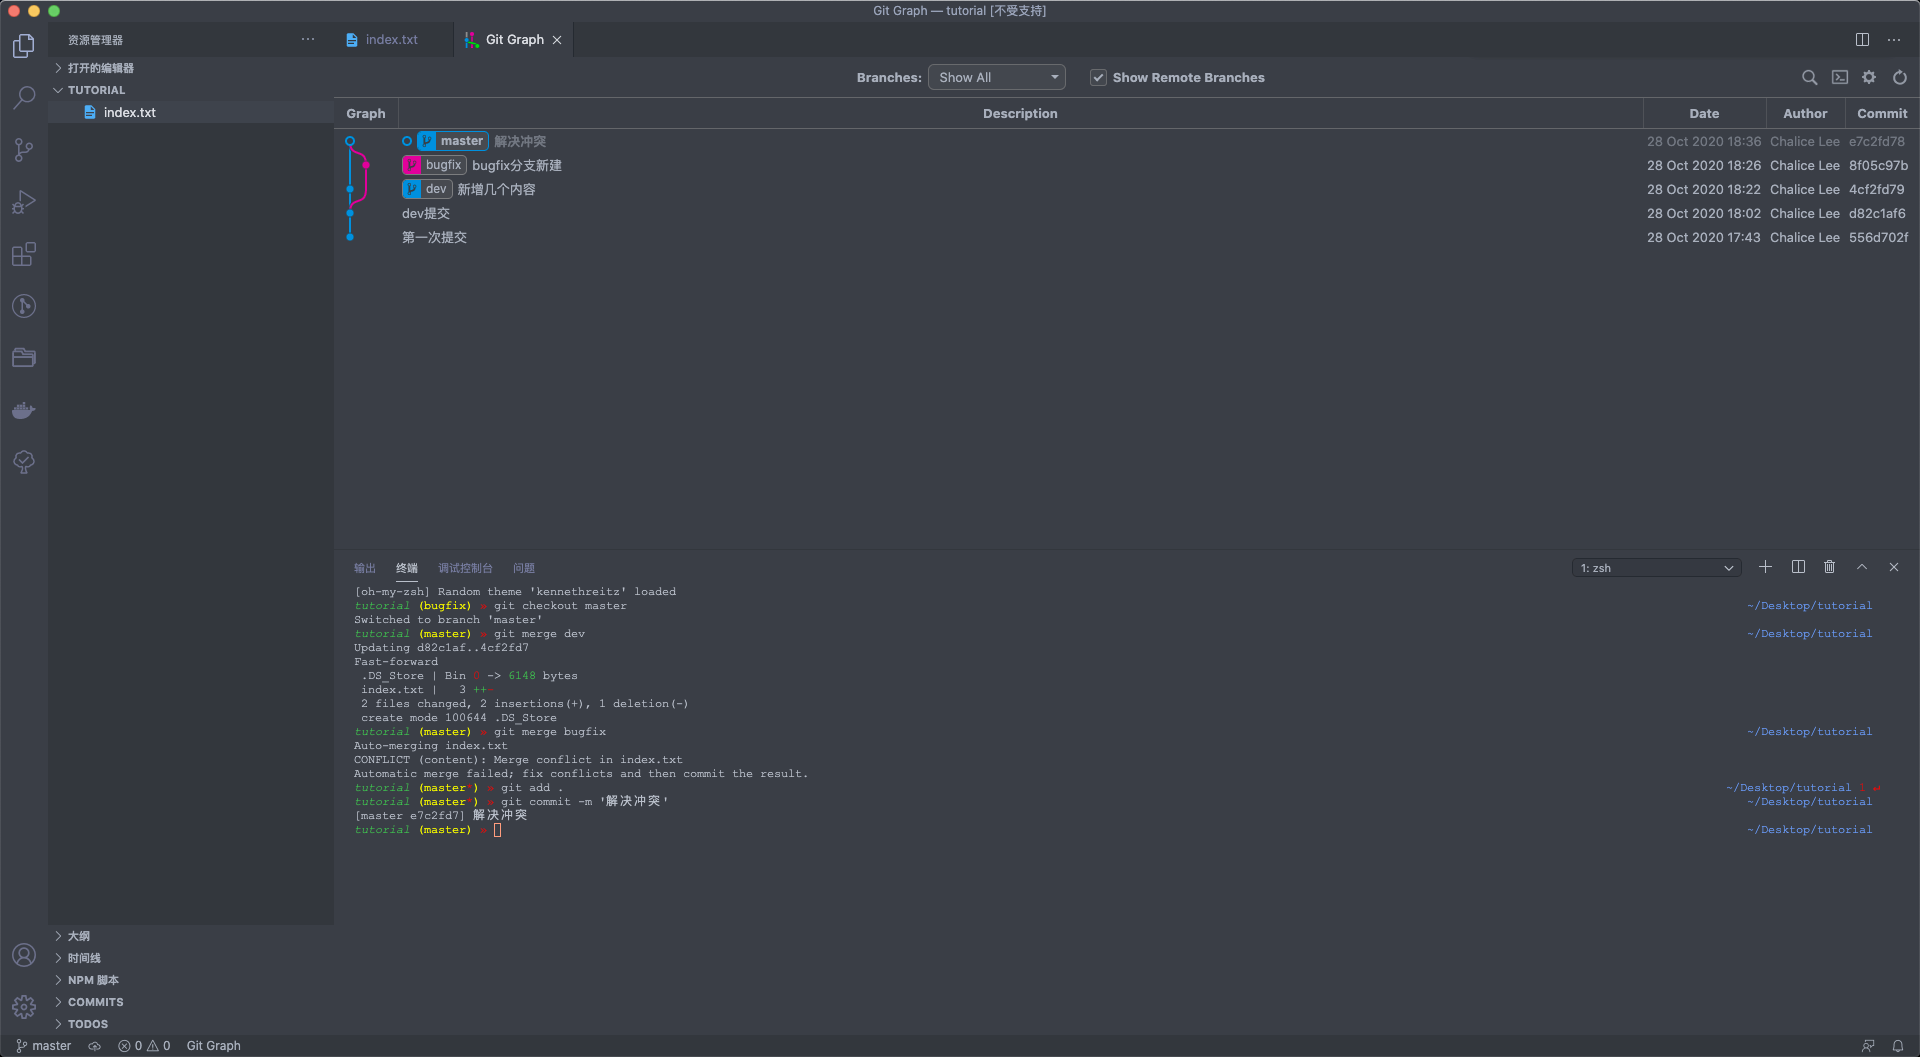 Git Graph — tutorial [不受支持]
资源管理器
index.txt
Git Graph
打开的编辑器
TUTORIAL
index.txt
Branches: Show All Show Remote Branches
Graph Description Date Author Commit
master 解决冲突 28 Oct 2020 18:36 Chalice Lee e7c2fd78
bugfix bugfix分支新建 28 Oct 2020 18:26 Chalice Lee 8f05c97b
dev 新增几个内容 28 Oct 2020 18:22 Chalice Lee 4cf2fd79
dev提交 28 Oct 2020 18:02 Chalice Lee d82c1af6
第一次提交 28 Oct 2020 17:43 Chalice Lee 556d702f
输出 终端 调试控制台 问题 1: zsh
[oh-my-zsh] Random theme 'kennethreitz' loaded
tutorial (bugfix) » git checkout master ~/Desktop/tutorial
Switched to branch 'master'
tutorial (master) » git merge dev ~/Desktop/tutorial
Updating d82c1af..4cf2fd7
Fast-forward
.DS_Store | Bin 0 -> 6148 bytes
index.txt | 3 ++-
2 files changed, 2 insertions(+), 1 deletion(-)
create mode 100644 .DS_Store
tutorial (master) » git merge bugfix ~/Desktop/tutorial
Auto-merging index.txt
CONFLICT (content): Merge conflict in index.txt
Automatic merge failed; fix conflicts and then commit the result.
tutorial (master*) » git add . ~/Desktop/tutorial 1 ↵
tutorial (master*) » git commit -m '解决冲突' ~/Desktop/tutorial
[master e7c2fd7] 解决冲突
tutorial (master) » ~/Desktop/tutorial
大纲
时间线
NPM 脚本
COMMITS
TODOS
master 0 0 Git Graph